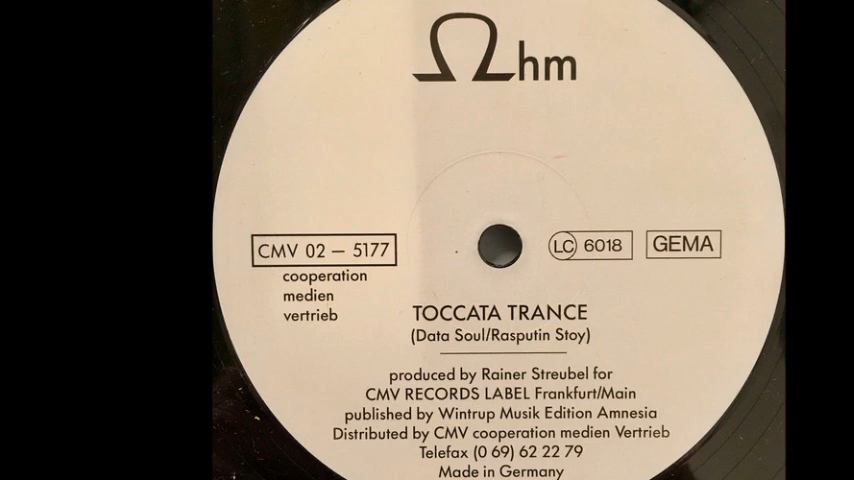 Ωhm
CMV 02 – 5177
cooperation
medien
vertrieb
LC 6018
GEMA
TOCCATA TRANCE
(Data Soul/Rasputin Stoy)
produced by Rainer Streubel for
CMV RECORDS LABEL Frankfurt/Main
published by Wintrup Musik Edition Amnesia
Distributed by CMV cooperation medien Vertrieb
Telefax (0 69) 62 22 79
Made in Germany